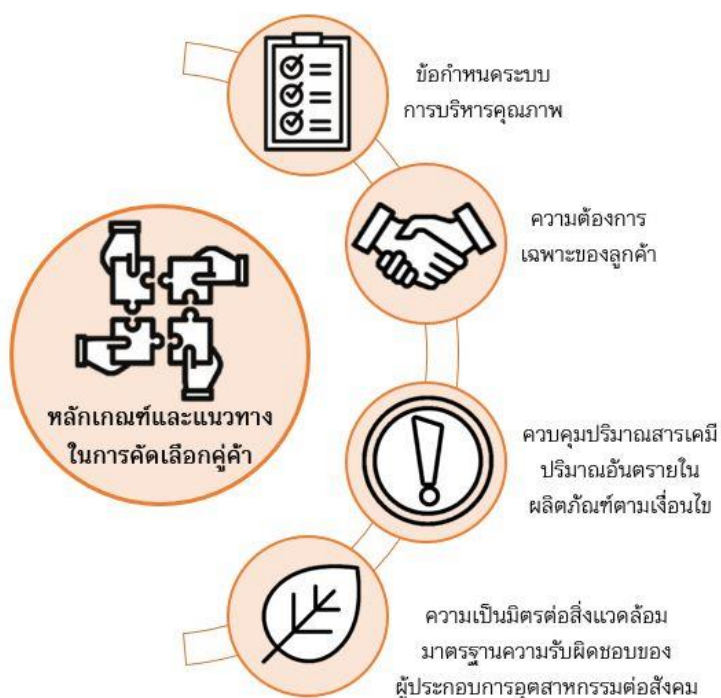 ข้อกำหนดระบบ
การบริหารคุณภาพ
ความต้องการ
เฉพาะของลูกค้า
หลักเกณฑ์และแนวทาง
ในการคัดเลือกคู่ค้า
ควบคุมปริมาณสารเคมี
ปริมาณอันตรายใน
ผลิตภัณฑ์ตามเงื่อนไข
ความเป็นมิตรต่อสิ่งแวดล้อม
มาตรฐานความรับผิดชอบของ
ผู้ประกอบการอุตสาหกรรมต่อสังคม